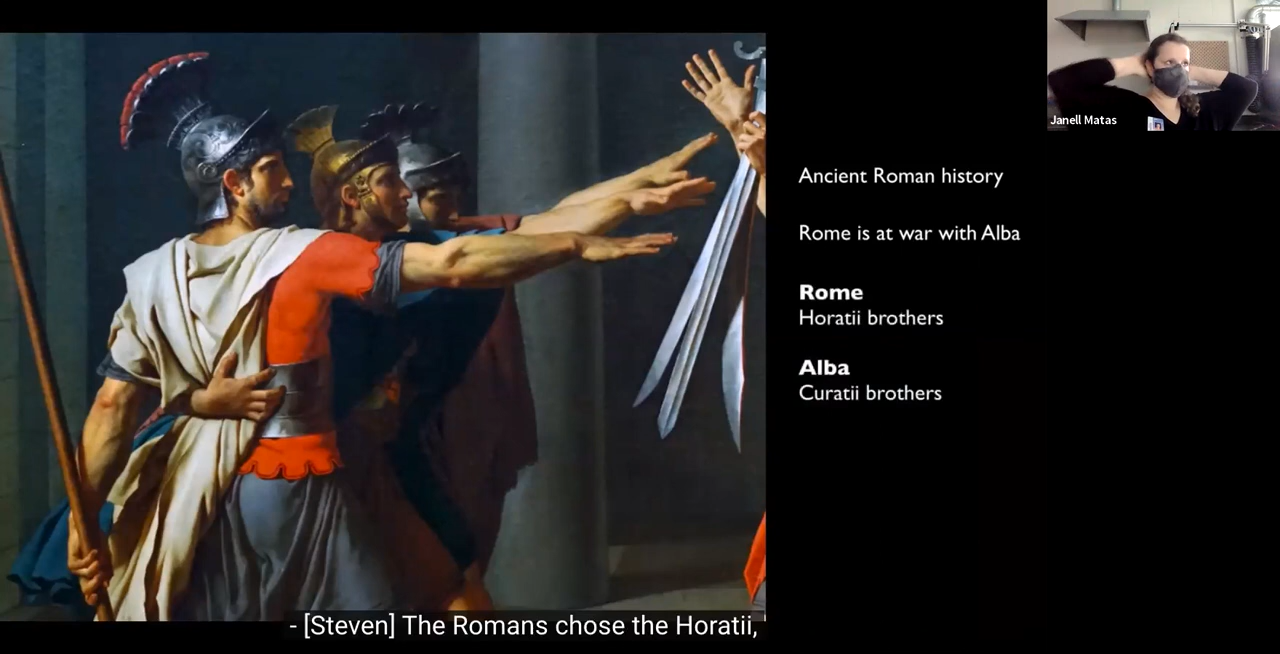 Janell Matas
Ancient Roman history
Rome is at war with Alba
Rome
Horatii brothers
Alba
Curatii brothers
- [Steven] The Romans chose the Horatii,